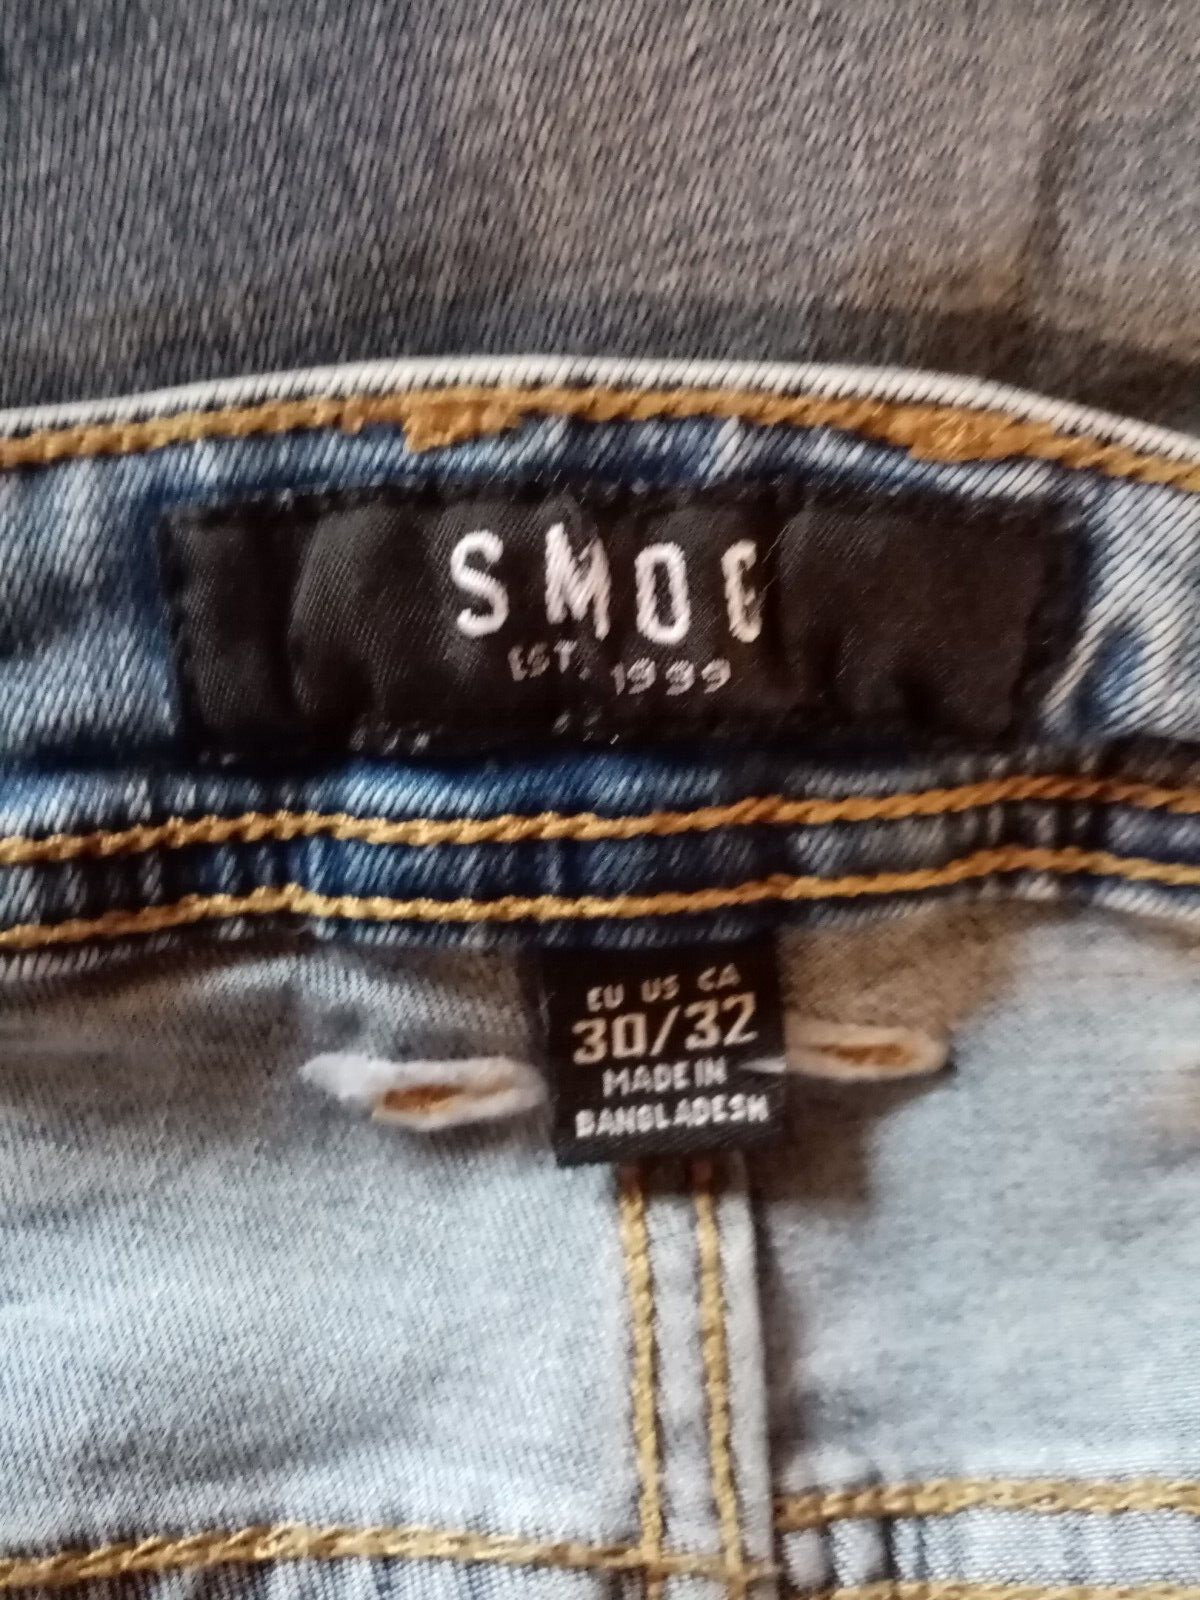 SMOG
EST. 1999
EU US CA
30/32
MADE IN
BANGLADESH